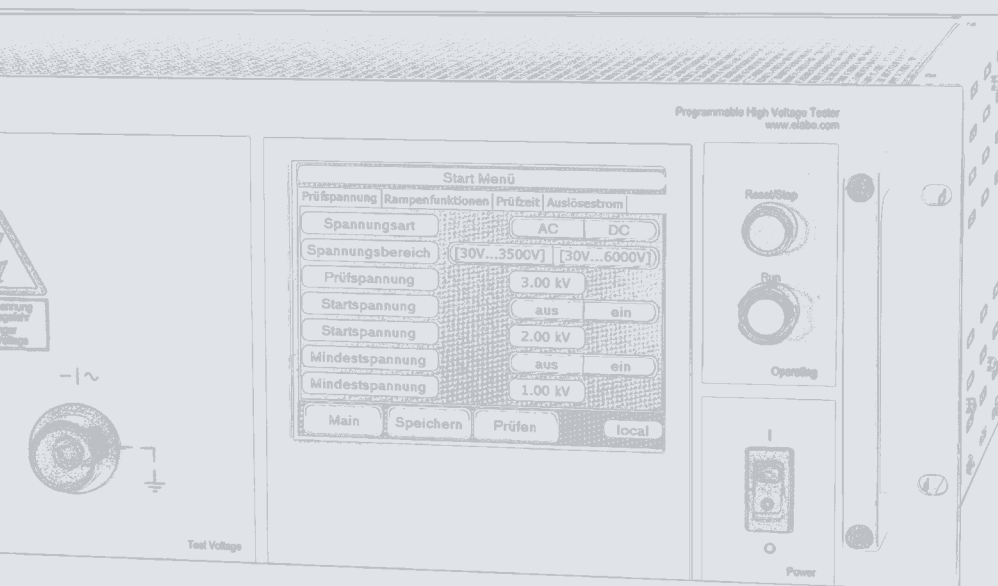 Programmable High Voltage Tester
www.elabo.com
Start Menü
Prüfspannung Rampenfunktionen Prüfzeit Auslösestrom
Spannungsart AC DC
Spannungsbereich [30V...3500V] [30V...6000V]
Prüfspannung 3.00 kV
Startspannung aus ein
Startspannung 2.00 kV
Mindestspannung aus ein
Mindestspannung 1.00 kV
Main Speichern Prüfen local
Reset/Stop
Run
Operating
I
Power
Test Voltage